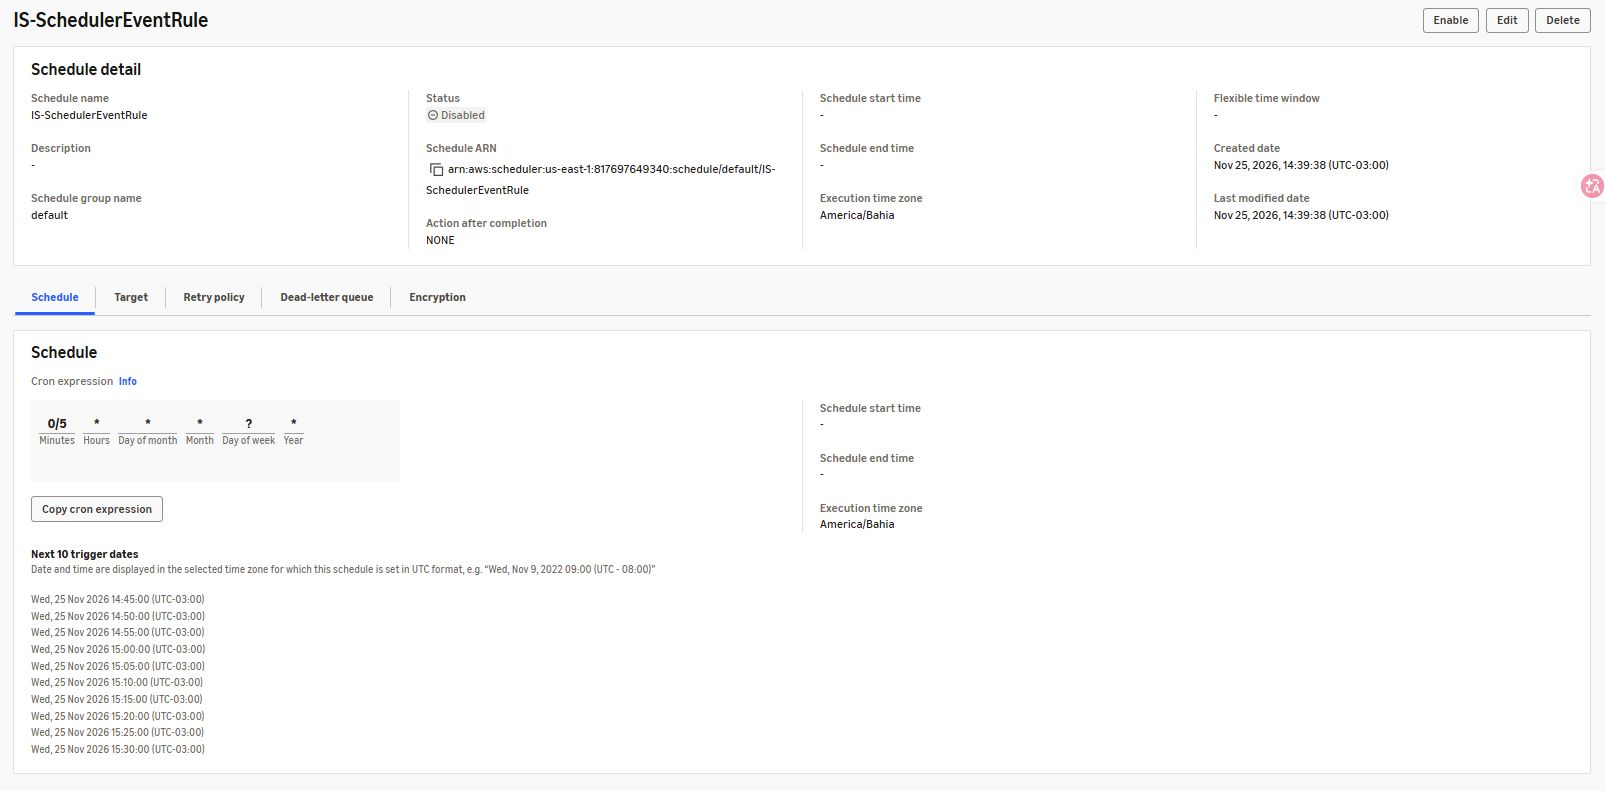 IS-SchedulerEventRule
Enable
Edit
Delete
Schedule detail
Schedule name
IS-SchedulerEventRule
Description
-
Schedule group name
default
Status
Disabled
Schedule ARN
arn:aws:scheduler:us-east-1:817697649340:schedule/default/IS-
SchedulerEventRule
Action after completion
NONE
Schedule start time
-
Schedule end time
-
Execution time zone
America/Bahia
Flexible time window
-
Created date
Nov 25, 2026, 14:39:38 (UTC-03:00)
Last modified date
Nov 25, 2026, 14:39:38 (UTC-03:00)
Schedule
Target
Retry policy
Dead-letter queue
Encryption
Schedule
Cron expression Info
0/5 * * * ? *
Minutes Hours Day of month Month Day of week Year
Copy cron expression
Schedule start time
-
Schedule end time
-
Execution time zone
America/Bahia
Next 10 trigger dates
Date and time are displayed in the selected time zone for which this schedule is set in UTC format, e.g. “Wed, Nov 9, 2022 09:00 (UTC - 08:00)”
Wed, 25 Nov 2026 14:45:00 (UTC-03:00)
Wed, 25 Nov 2026 14:50:00 (UTC-03:00)
Wed, 25 Nov 2026 14:55:00 (UTC-03:00)
Wed, 25 Nov 2026 15:00:00 (UTC-03:00)
Wed, 25 Nov 2026 15:05:00 (UTC-03:00)
Wed, 25 Nov 2026 15:10:00 (UTC-03:00)
Wed, 25 Nov 2026 15:15:00 (UTC-03:00)
Wed, 25 Nov 2026 15:20:00 (UTC-03:00)
Wed, 25 Nov 2026 15:25:00 (UTC-03:00)
Wed, 25 Nov 2026 15:30:00 (UTC-03:00)